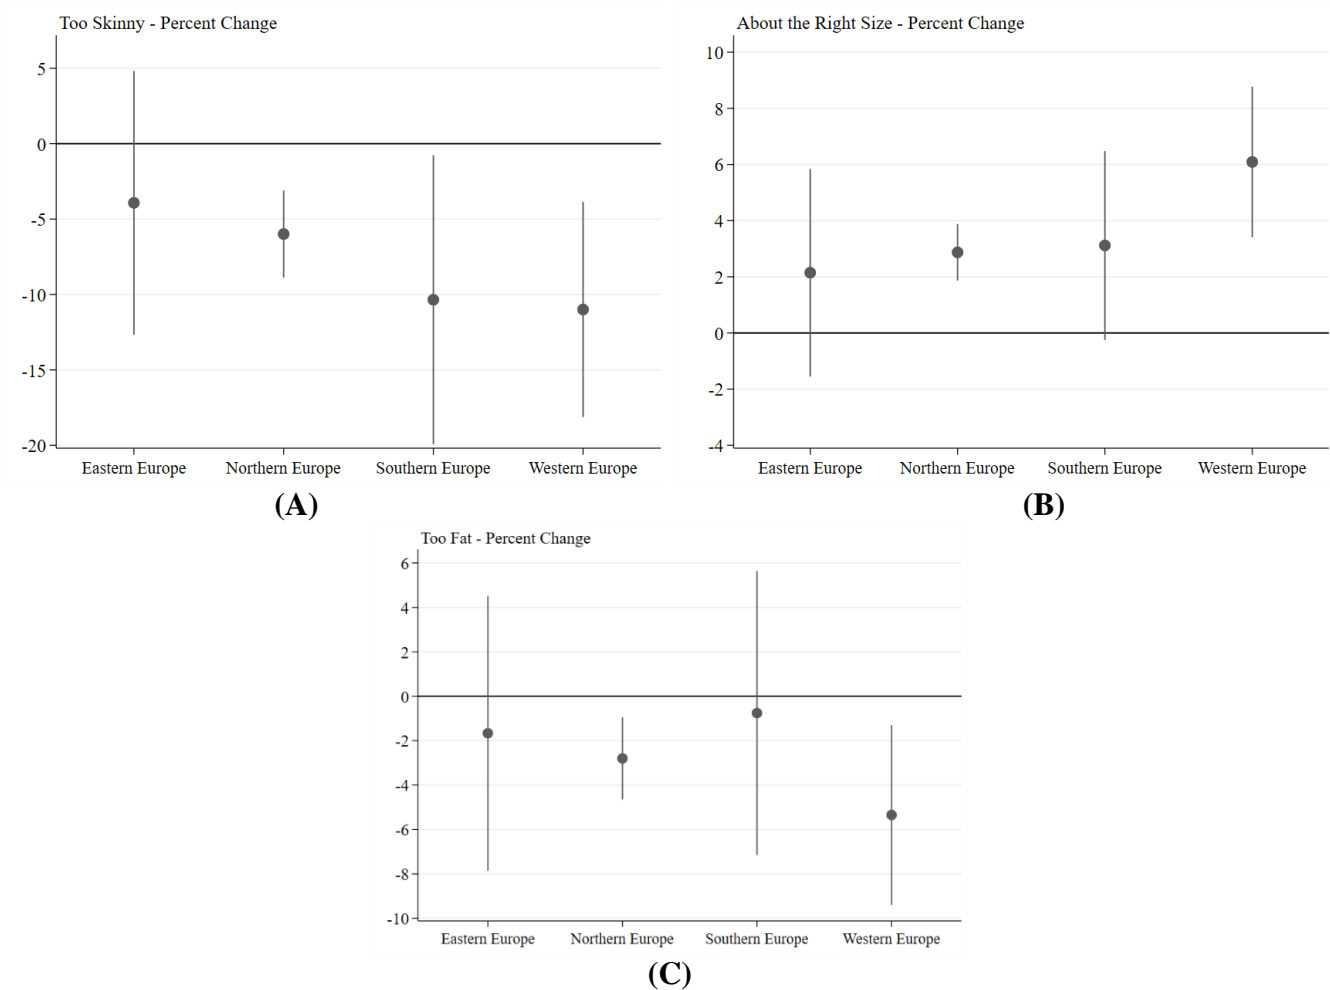 Too Skinny - Percent Change
5
0
-5
-10
-15
-20
Eastern Europe Northern Europe Southern Europe Western Europe
(A)
About the Right Size - Percent Change
10
8
6
4
2
0
-2
-4
Eastern Europe Northern Europe Southern Europe Western Europe
(B)
Too Fat - Percent Change
6
4
2
0
-2
-4
-6
-8
-10
Eastern Europe Northern Europe Southern Europe Western Europe
(C)